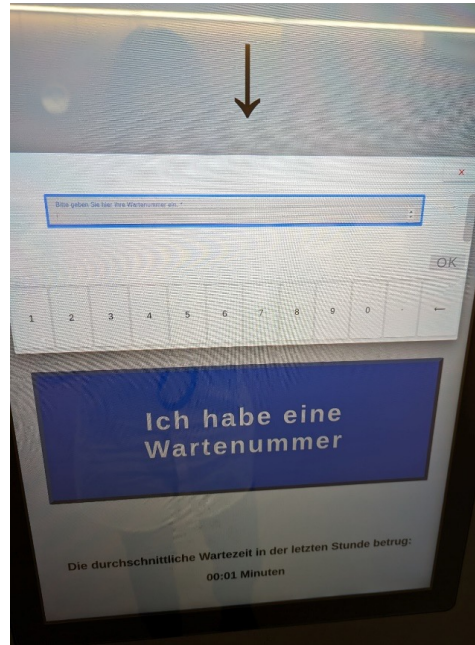 Bitte geben Sie hier Ihre Wartenummer ein. *
OK
1 2 3 4 5 6 7 8 9 0 . ←
Ich habe eine
Wartenummer
Die durchschnittliche Wartezeit in der letzten Stunde betrug:
00:01 Minuten